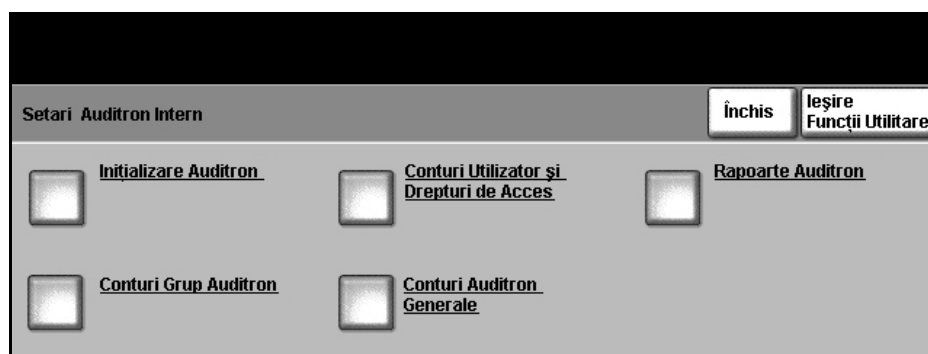 Setari Auditron Intern
Închis
Ieşire
Funcţii Utilitare
Iniţializare Auditron
Conturi Utilizator şi
Drepturi de Acces
Rapoarte Auditron
Conturi Grup Auditron
Conturi Auditron
Generale